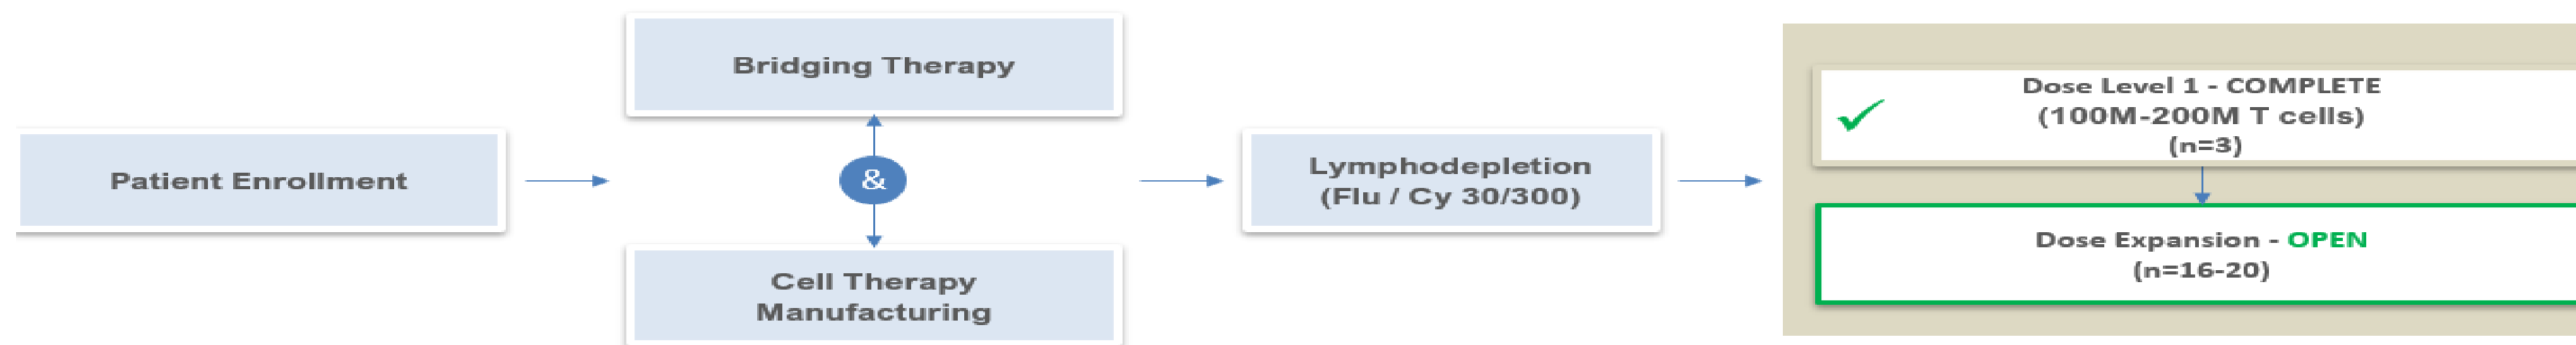 Patient Enrollment
Bridging Therapy
&
Cell Therapy
Manufacturing
Lymphodepletion
(Flu / Cy 30/300)
Dose Level 1 - COMPLETE
(100M-200M T cells)
(n=3)
Dose Expansion - OPEN
(n=16-20)